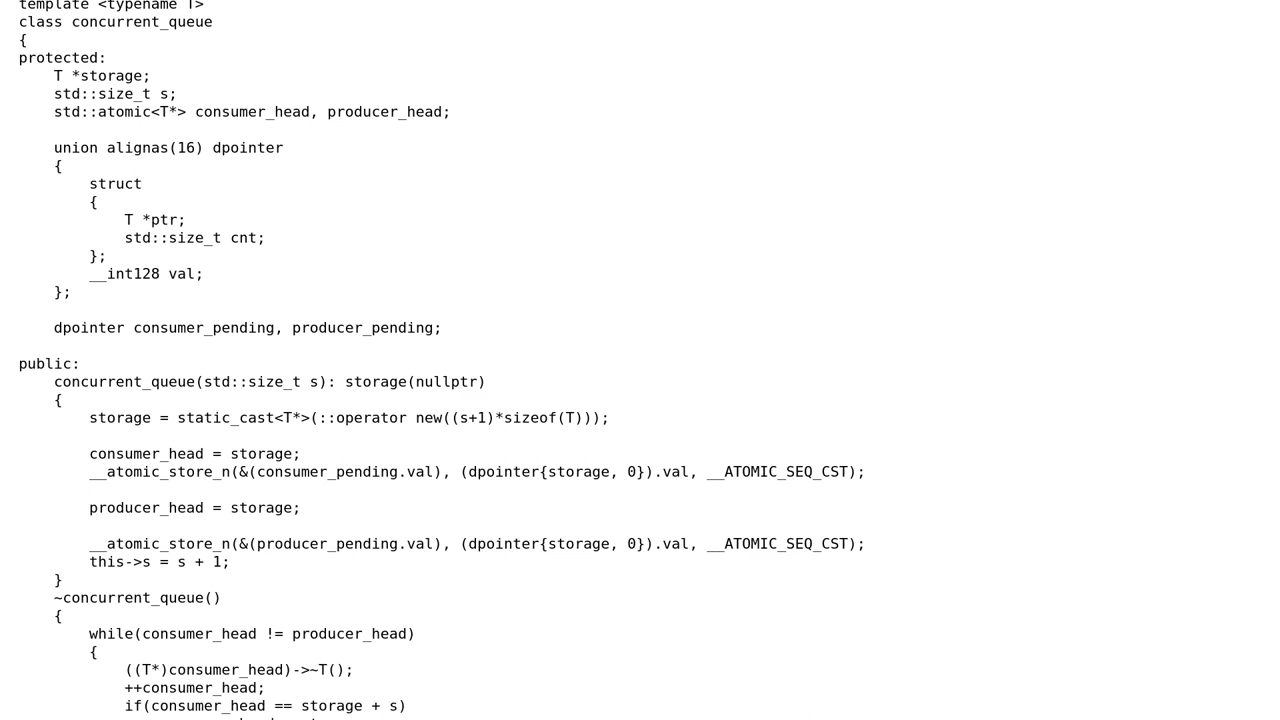 template <typename T>
class concurrent_queue
{
protected:
    T *storage;
    std::size_t s;
    std::atomic<T*> consumer_head, producer_head;

    union alignas(16) dpointer
    {
        struct
        {
            T *ptr;
            std::size_t cnt;
        };
        __int128 val;
    };

    dpointer consumer_pending, producer_pending;

public:
    concurrent_queue(std::size_t s): storage(nullptr)
    {
        storage = static_cast<T*>(::operator new((s+1)*sizeof(T)));

        consumer_head = storage;
        __atomic_store_n(&(consumer_pending.val), (dpointer{storage, 0}).val, __ATOMIC_SEQ_CST);

        producer_head = storage;

        __atomic_store_n(&(producer_pending.val), (dpointer{storage, 0}).val, __ATOMIC_SEQ_CST);
        this->s = s + 1;
    }
    ~concurrent_queue()
    {
        while(consumer_head != producer_head)
        {
            ((T*)consumer_head)->~T();
            ++consumer_head;
            if(consumer_head == storage + s)